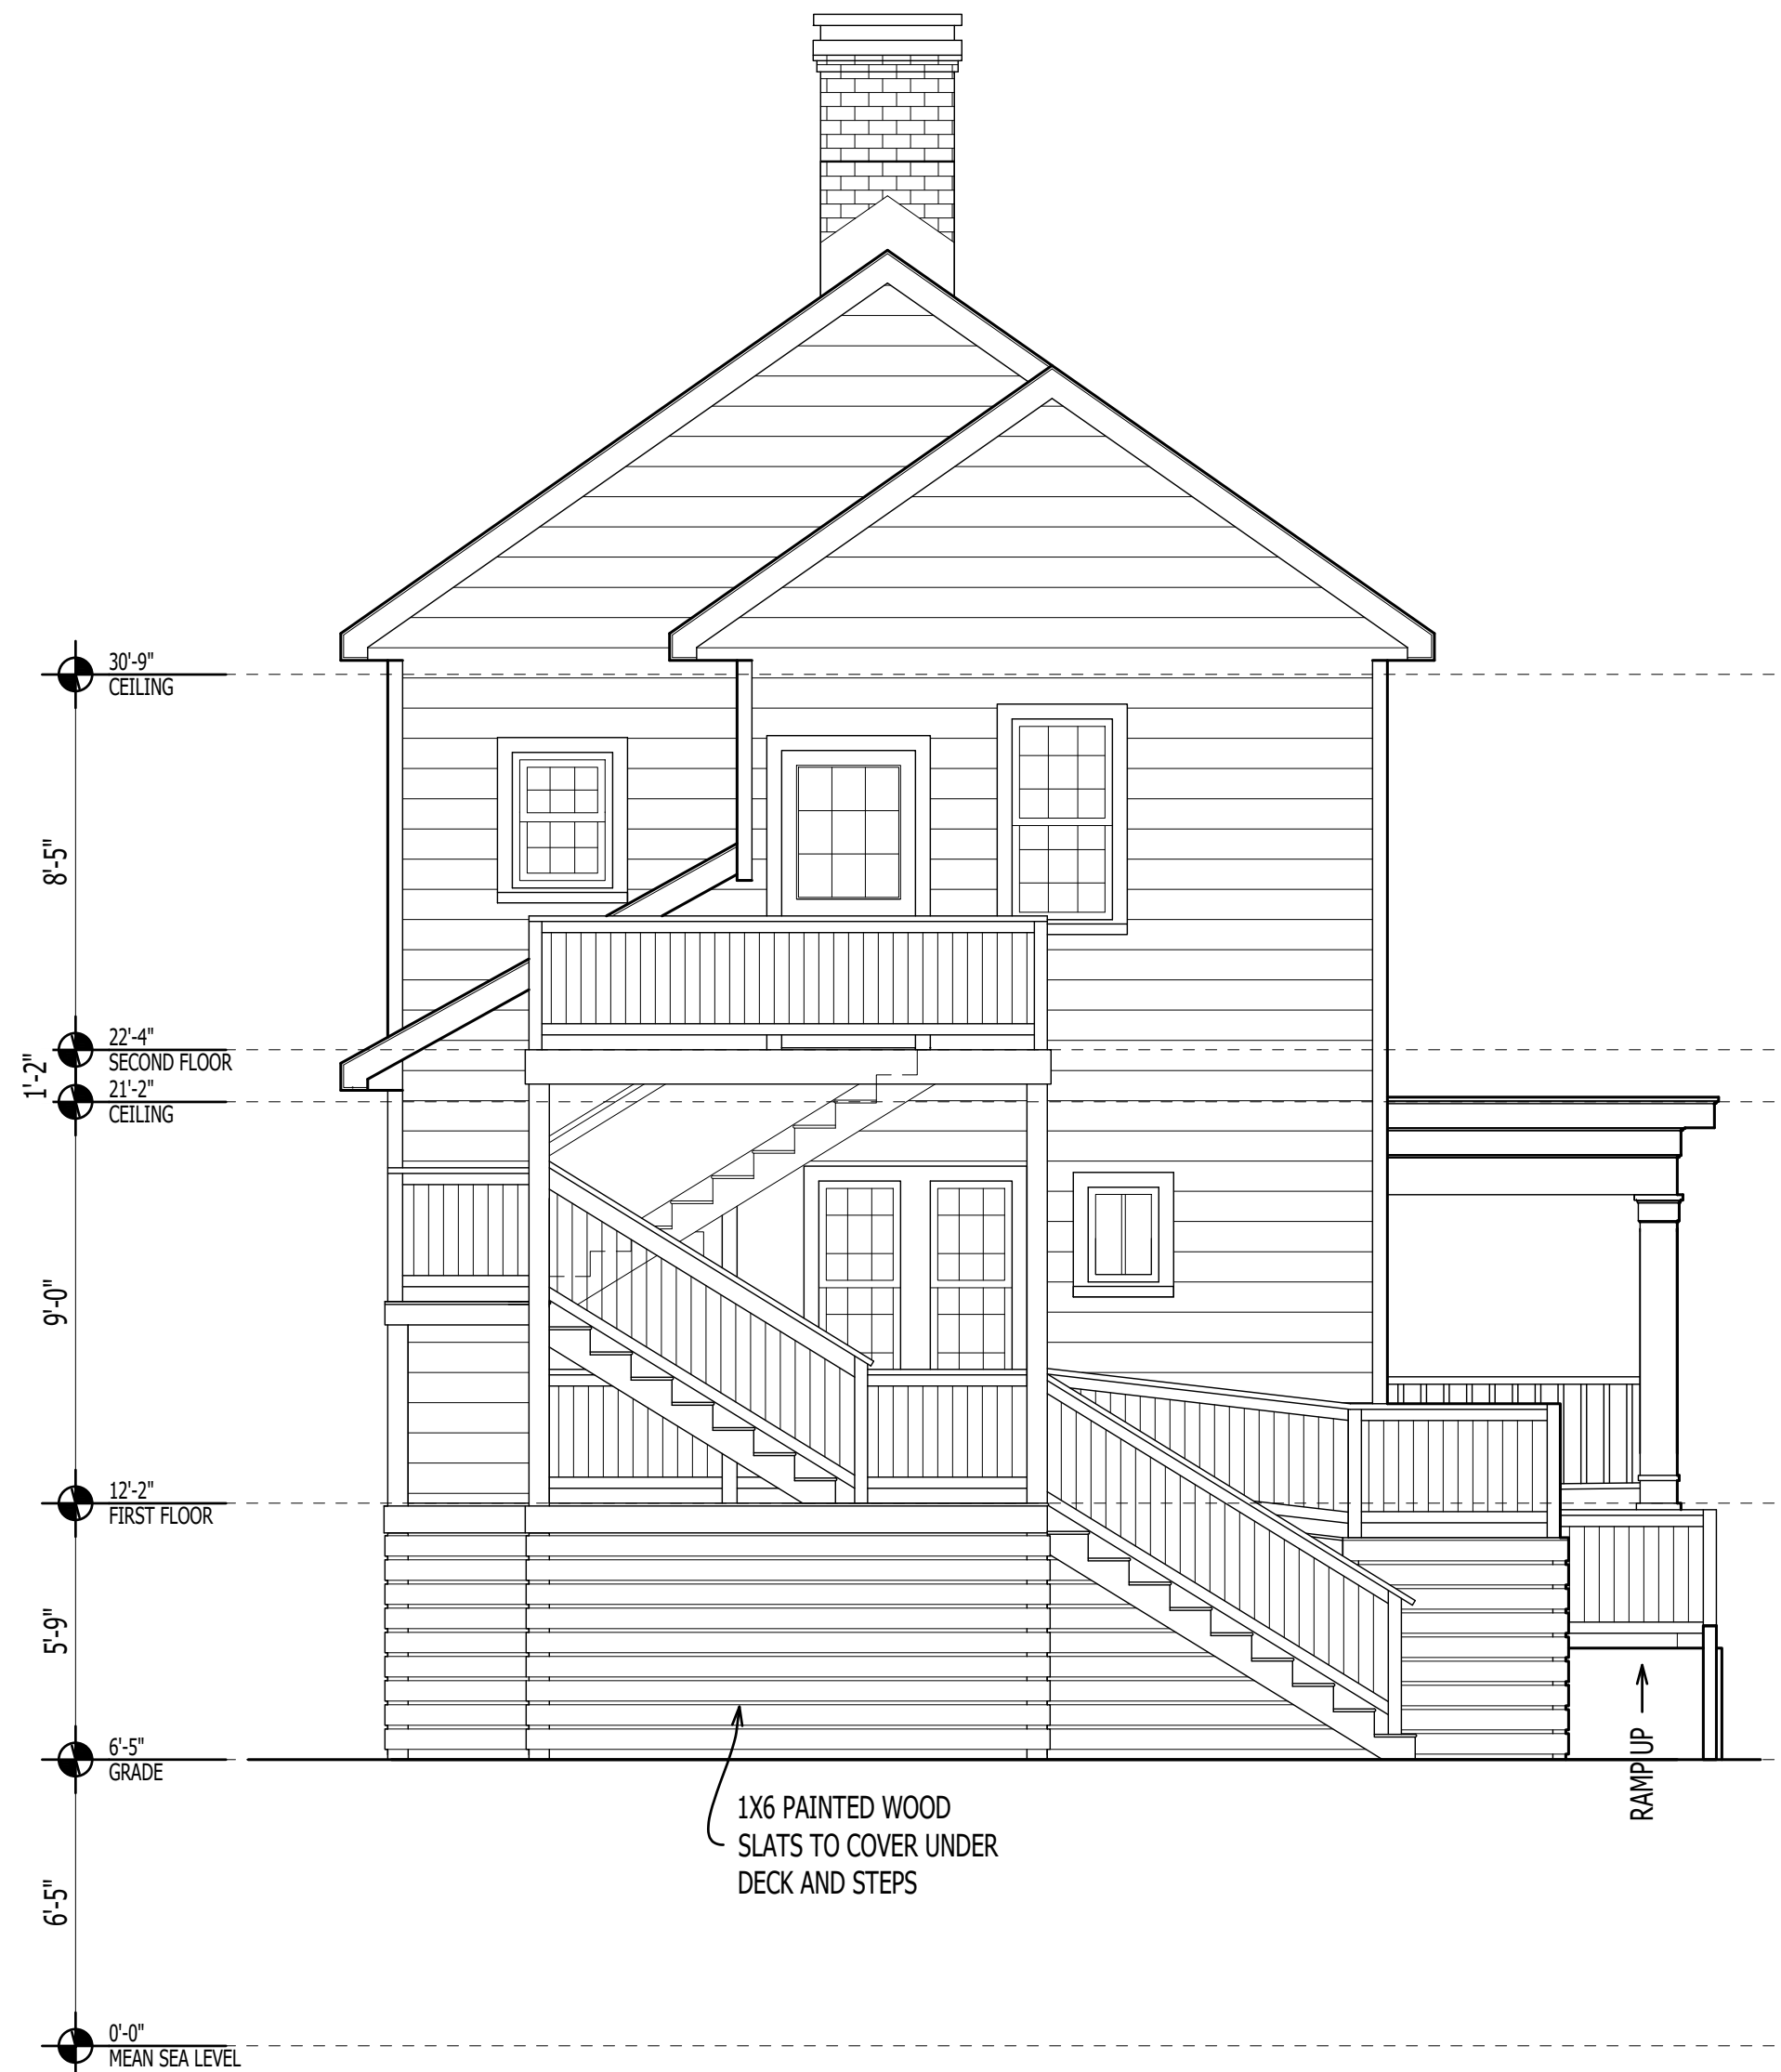 30'-9"
CEILING
8'-5"
22'-4"
SECOND FLOOR
1'-2"
21'-2"
CEILING
9'-0"
12'-2"
FIRST FLOOR
5'-9"
6'-5"
GRADE
RAMP UP
1X6 PAINTED WOOD
SLATS TO COVER UNDER
DECK AND STEPS
6'-5"
0'-0"
MEAN SEA LEVEL